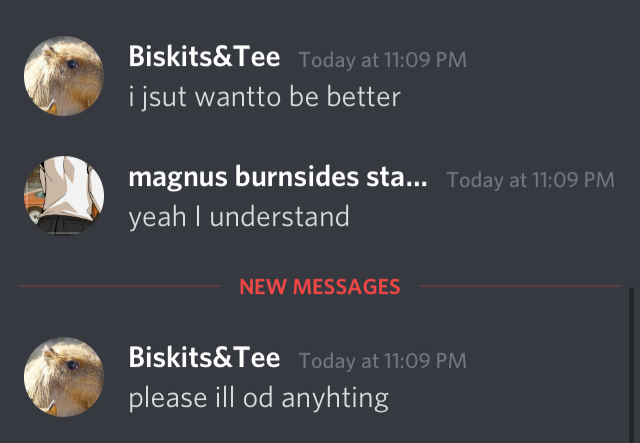 Biskits&Tee Today at 11:09 PM
i jsut wantto be better
magnus burnsides sta... Today at 11:09 PM
yeah I understand
NEW MESSAGES
Biskits&Tee Today at 11:09 PM
please ill od anyhting